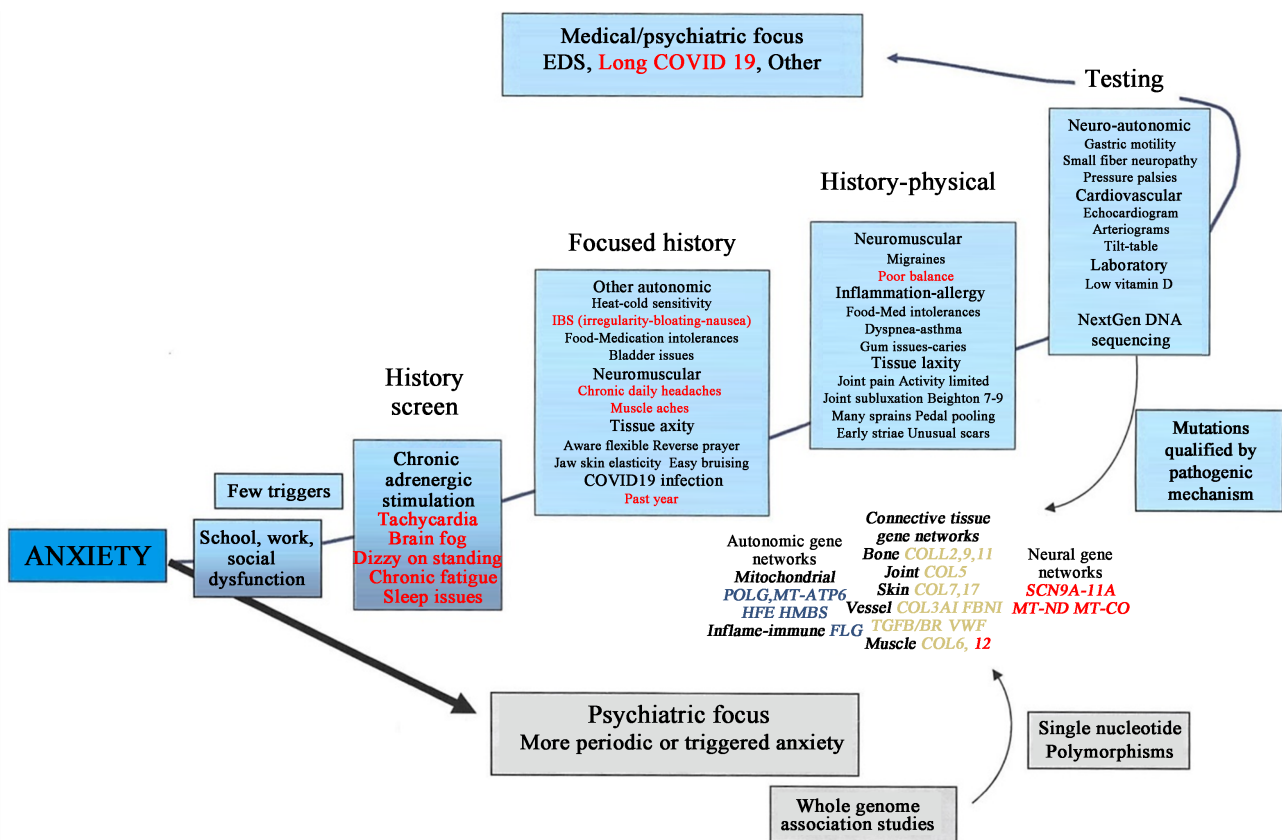 Medical/psychiatric focus
EDS, Long COVID 19, Other
Testing
Neuro-autonomic
Gastric motility
Small fiber neuropathy
Pressure palsies
Cardiovascular
Echocardiogram
Arteriograms
Tilt-table
Laboratory
Low vitamin D
NextGen DNA
sequencing
History-physical
Neuromuscular
Migraines
Poor balance
Inflammation-allergy
Food-Med intolerances
Dyspnea-asthma
Gum issues-caries
Tissue laxity
Joint pain Activity limited
Joint subluxation Beighton 7-9
Many sprains Pedal pooling
Early striae Unusual scars
Focused history
Other autonomic
Heat-cold sensitivity
IBS (irregularity-bloating-nausea)
Food-Medication intolerances
Bladder issues
Neuromuscular
Chronic daily headaches
Muscle aches
Tissue axity
Aware flexible Reverse prayer
Jaw skin elasticity Easy bruising
COVID19 infection
Past year
History
screen
Chronic
adrenergic
stimulation
Tachycardia
Brain fog
Dizzy on standing
Chronic fatigue
Sleep issues
Few triggers
School, work,
social
dysfunction
ANXIETY
Mutations
qualified by
pathogenic
mechanism
Autonomic gene
networks
Mitochondrial
POLG,MT-ATP6
HFE HMBS
Inflame-immune FLG
Connective tissue
gene networks
Bone COLL2,9,11
Joint COL5
Skin COL7,17
Vessel COL3AI FBNI
TGFB/BR VWF
Muscle COL6, 12
Neural gene
networks
SCN9A-11A
MT-ND MT-CO
Psychiatric focus
More periodic or triggered anxiety
Single nucleotide
Polymorphisms
Whole genome
association studies